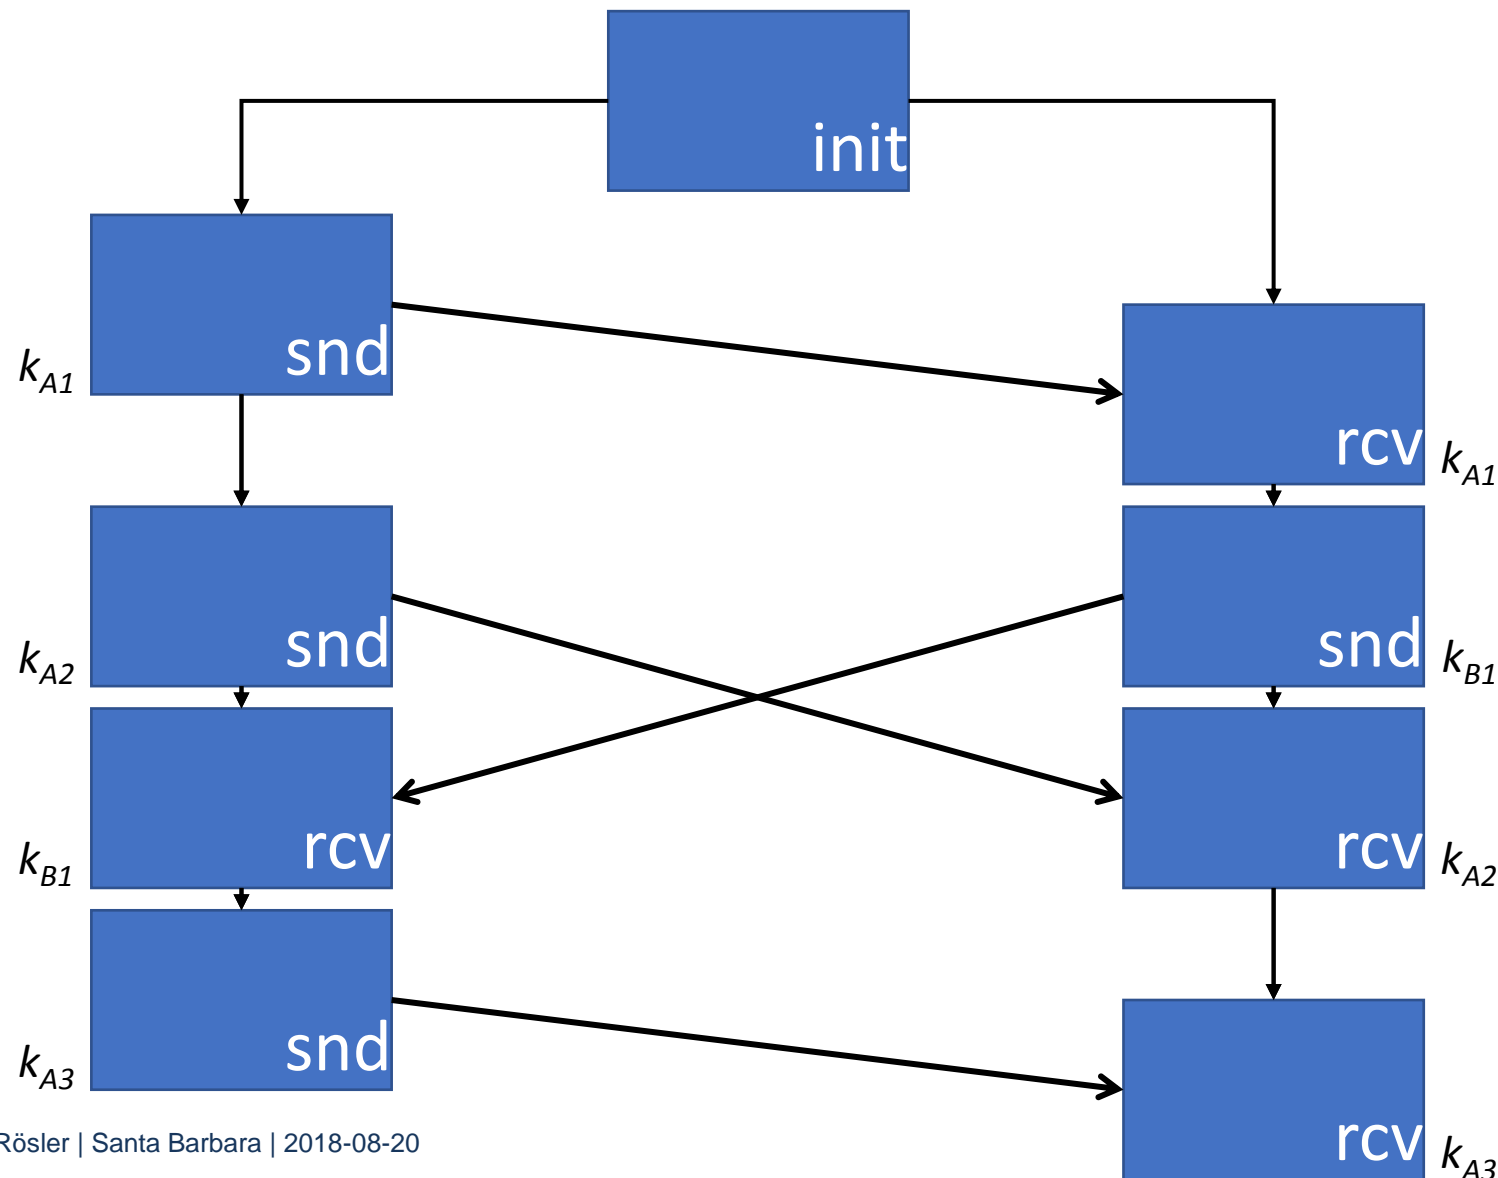 init
snd
k_A1
rcv
k_A1
snd
k_A2
snd
k_B1
rcv
k_B1
rcv
k_A2
snd
k_A3
rcv
k_A3
Rösler | Santa Barbara | 2018-08-20